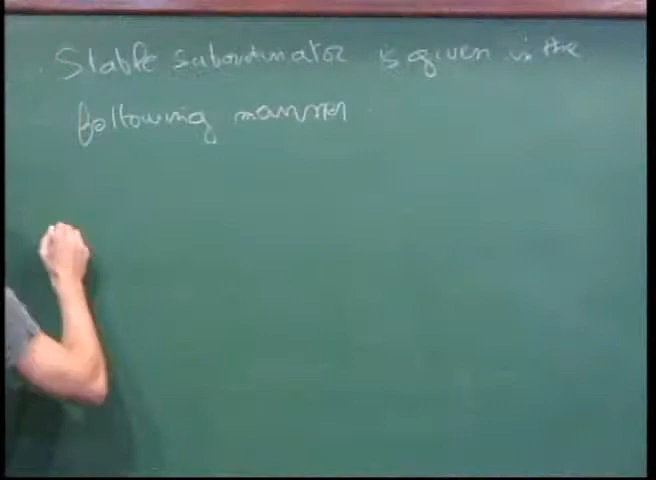 Stable subordinator is given in the
following manner